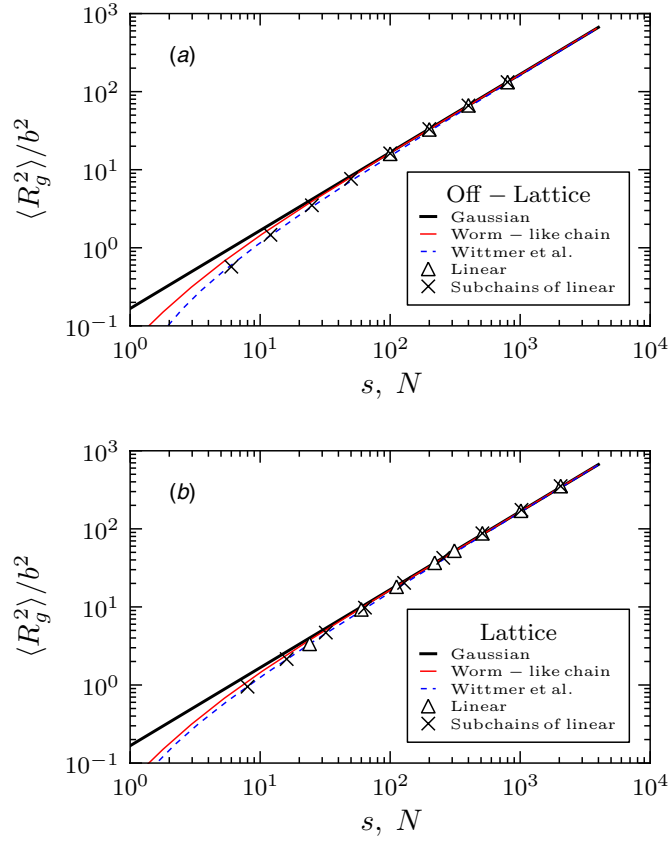 (a)
⟨R_g^2⟩/b^2
10^3
10^2
10^1
10^0
10^{-1}
Off − Lattice
Gaussian
Worm − like chain
Wittmer et al.
Linear
Subchains of linear
10^0 10^1 10^2 10^3 10^4
s, N
(b)
⟨R_g^2⟩/b^2
10^3
10^2
10^1
10^0
10^{-1}
Lattice
Gaussian
Worm − like chain
Wittmer et al.
Linear
Subchains of linear
10^0 10^1 10^2 10^3 10^4
s, N